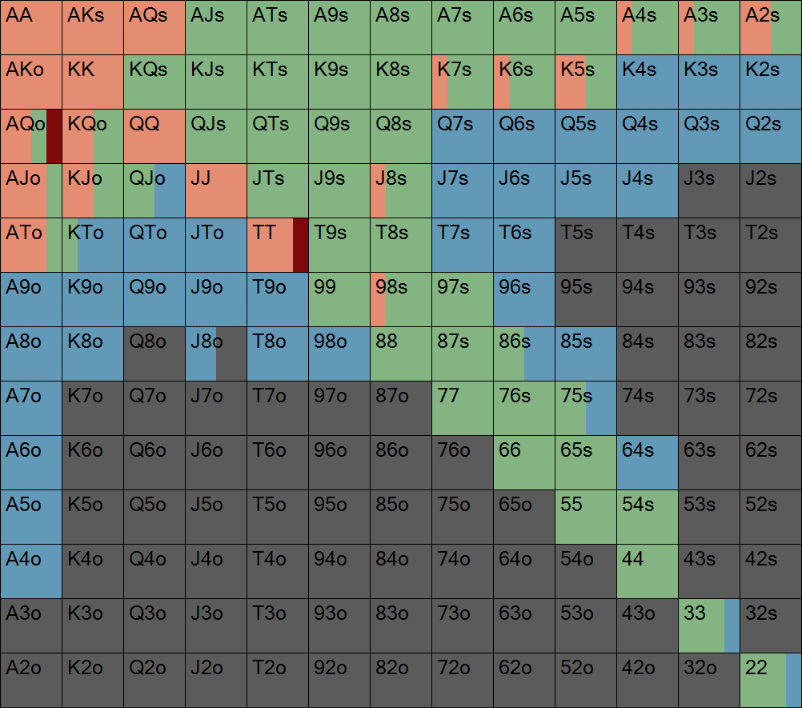 AA AKs AQs AJs ATs A9s A8s A7s A6s A5s A4s A3s A2s
AKo KK KQs KJs KTs K9s K8s K7s K6s K5s K4s K3s K2s
AQo KQo QQ QJs QTs Q9s Q8s Q7s Q6s Q5s Q4s Q3s Q2s
AJo KJo QJo JJ JTs J9s J8s J7s J6s J5s J4s J3s J2s
ATo KTo QTo JTo TT T9s T8s T7s T6s T5s T4s T3s T2s
A9o K9o Q9o J9o T9o 99 98s 97s 96s 95s 94s 93s 92s
A8o K8o Q8o J8o T8o 98o 88 87s 86s 85s 84s 83s 82s
A7o K7o Q7o J7o T7o 97o 87o 77 76s 75s 74s 73s 72s
A6o K6o Q6o J6o T6o 96o 86o 76o 66 65s 64s 63s 62s
A5o K5o Q5o J5o T5o 95o 85o 75o 65o 55 54s 53s 52s
A4o K4o Q4o J4o T4o 94o 84o 74o 64o 54o 44 43s 42s
A3o K3o Q3o J3o T3o 93o 83o 73o 63o 53o 43o 33 32s
A2o K2o Q2o J2o T2o 92o 82o 72o 62o 52o 42o 32o 22